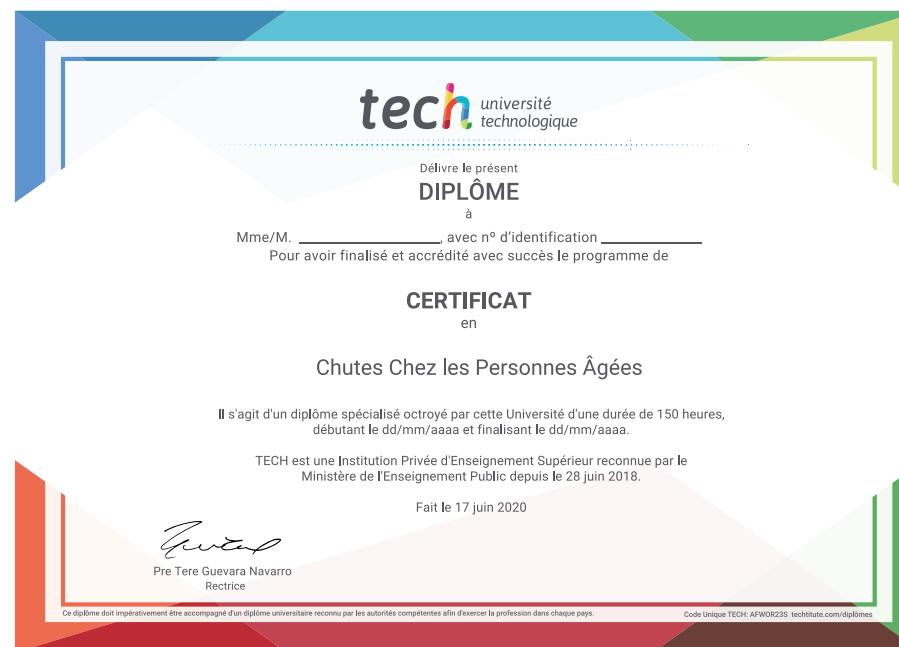 tech université
technologique
Délivre le présent
DIPLÔME
à
Mme/M. ____________________, avec nº d'identification ______________
Pour avoir finalisé et accrédité avec succès le programme de
CERTIFICAT
en
Chutes Chez les Personnes Âgées
Il s'agit d'un diplôme spécialisé octroyé par cette Université d'une durée de 150 heures,
débutant le dd/mm/aaaa et finalisant le dd/mm/aaaa.
TECH est une Institution Privée d'Enseignement Supérieur reconnue par le
Ministère de l'Enseignement Public depuis le 28 juin 2018.
Fait le 17 juin 2020
Pre Tere Guevara Navarro
Rectrice
Ce diplôme doit impérativement être accompagné d'un diplôme universitaire reconnu par les autorités compétentes afin d'exercer la profession dans chaque pays.
Code Unique TECH: AFWOR23S techtitute.com/diplômes